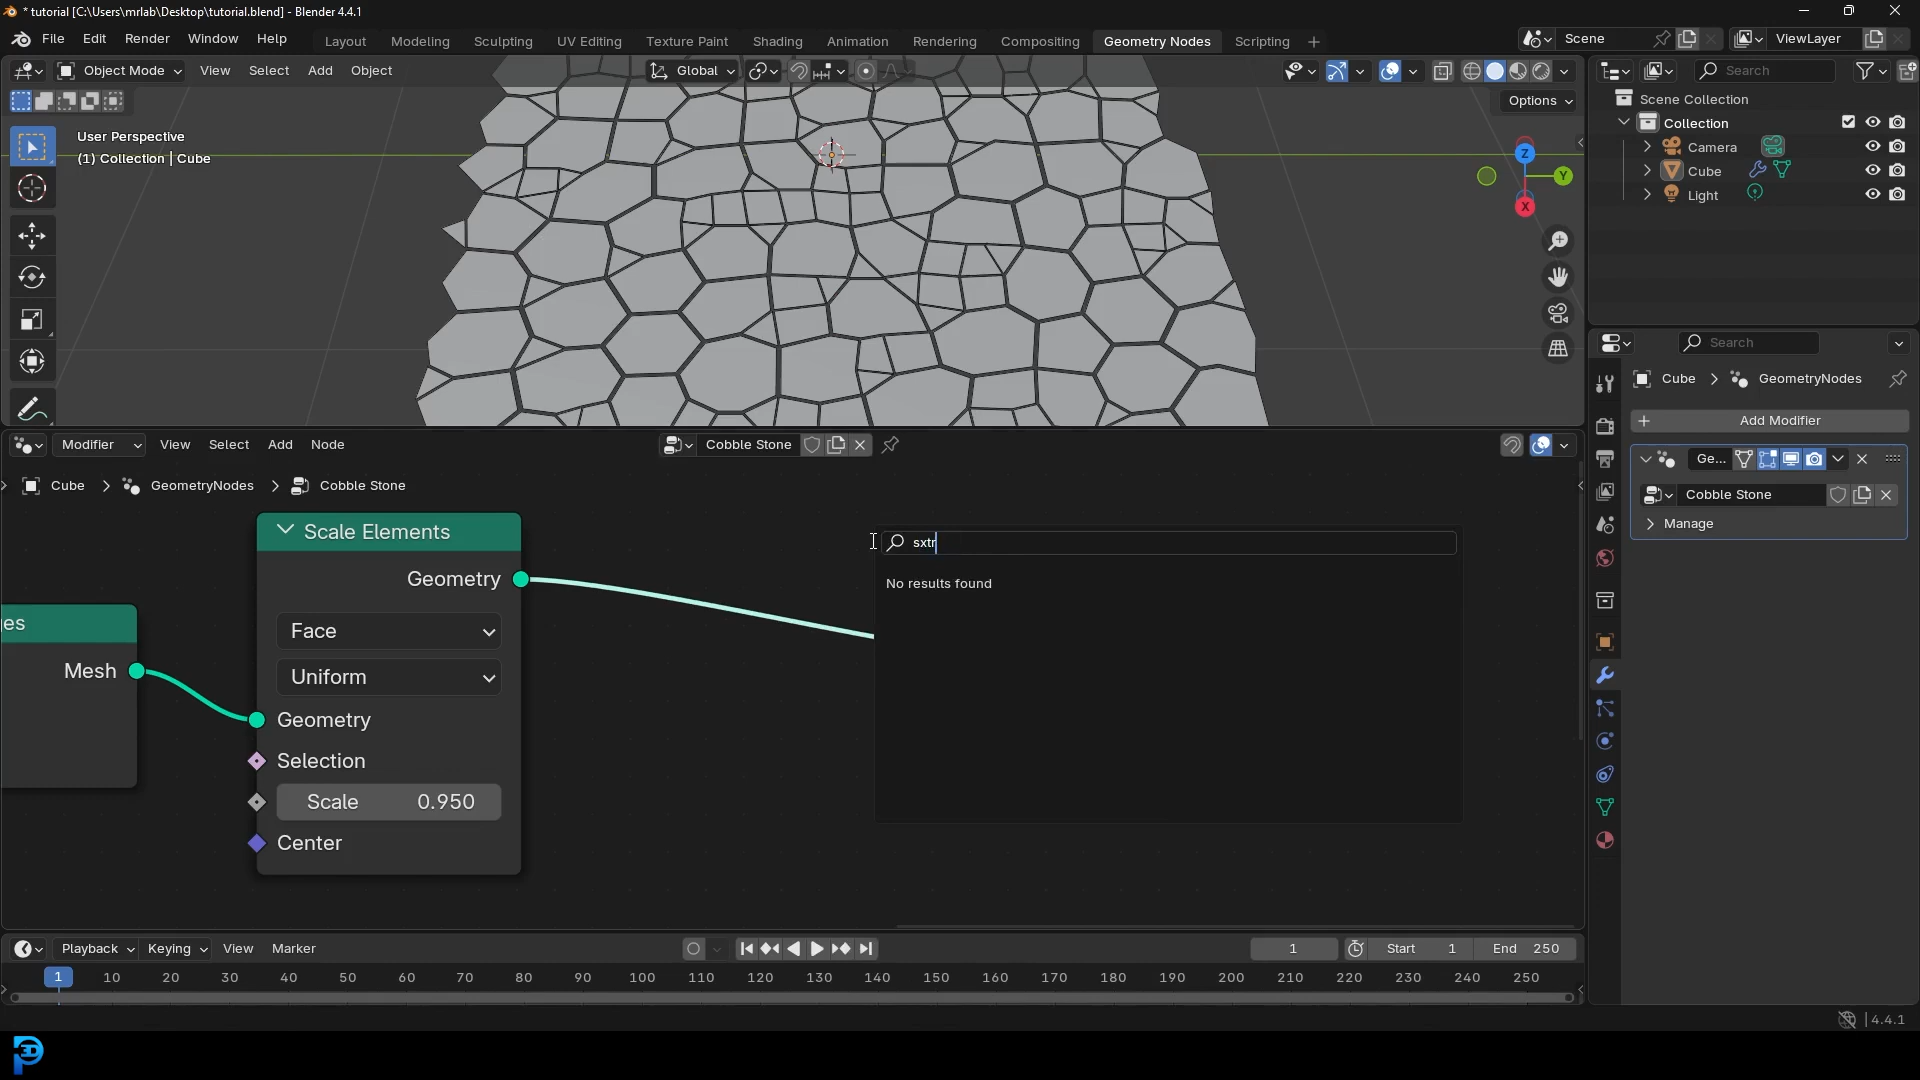 * tutorial [C:\Users\mrlab\Desktop\tutorial.blend] - Blender 4.4.1
File Edit Render Window Help
Layout Modeling Sculpting UV Editing Texture Paint Shading Animation Rendering Compositing Geometry Nodes Scripting
Scene
ViewLayer
Object Mode View Select Add Object
Global
Search
Options
User Perspective
(1) Collection | Cube
Z
Y
X
Scene Collection
Collection
Camera
Cube
Light
Search
Cube > GeometryNodes
Add Modifier
Ge...
Cobble Stone
Manage
Modifier View Select Add Node
Cobble Stone
Cube > GeometryNodes > Cobble Stone
es
Mesh
Scale Elements
Geometry
Face
Uniform
Geometry
Selection
Scale 0.950
Center
sxtr
No results found
Playback Keying View Marker
1
Start 1
End 250
1 10 20 30 40 50 60 70 80 90 100 110 120 130 140 150 160 170 180 190 200 210 220 230 240 250
4.4.1